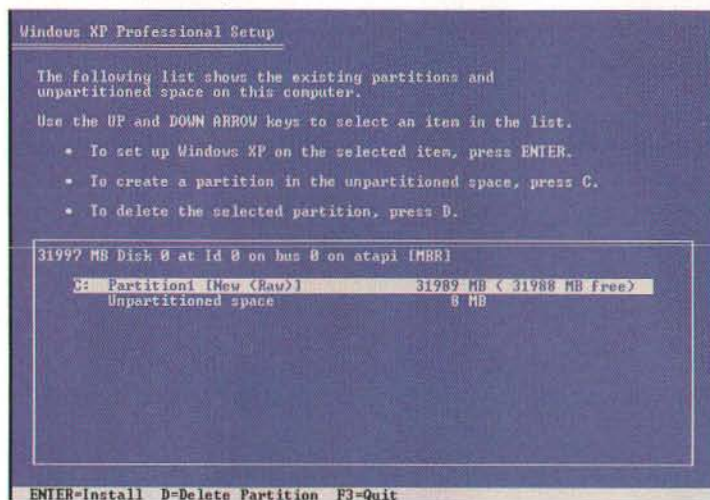 Windows XP Professional Setup
The following list shows the existing partitions and
unpartitioned space on this computer.
Use the UP and DOWN ARROW keys to select an item in the list.
• To set up Windows XP on the selected item, press ENTER.
• To create a partition in the unpartitioned space, press C.
• To delete the selected partition, press D.
31997 MB Disk 0 at Id 0 on bus 0 on atapi [MBR]
C: Partition1 [New (Raw)] 31989 MB ( 31988 MB free)
Unpartitioned space 8 MB
ENTER=Install D=Delete Partition F3=Quit